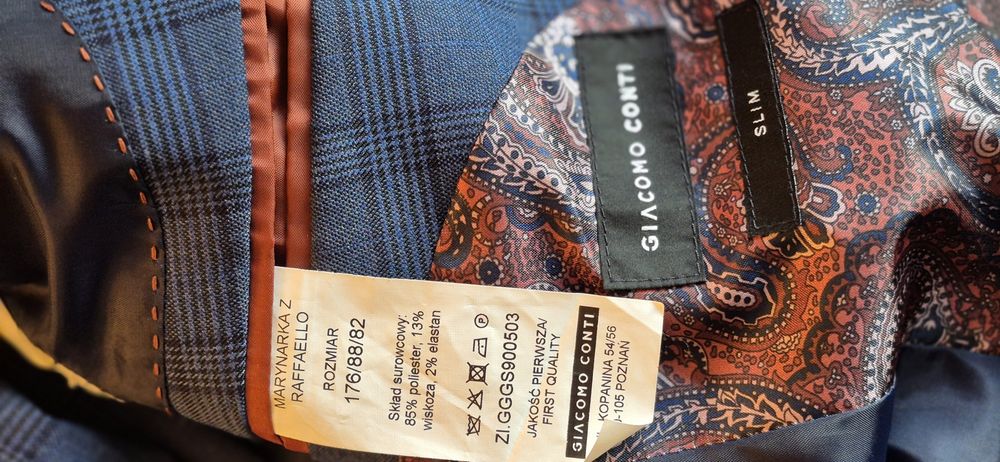 GIACOMO CONTI
SLIM
MARYNARKA Z
RAFFAELLO
ROZMIAR
176/88/82
Skład surowcowy:
85% poliester, 13%
wiskoza, 2% elastan
P
ZI.GGGS900503
JAKOŚĆ PIERWSZA/
FIRST QUALITY
GIACOMO CONTI
KOPANINA 54/56
-105 POZNAŃ